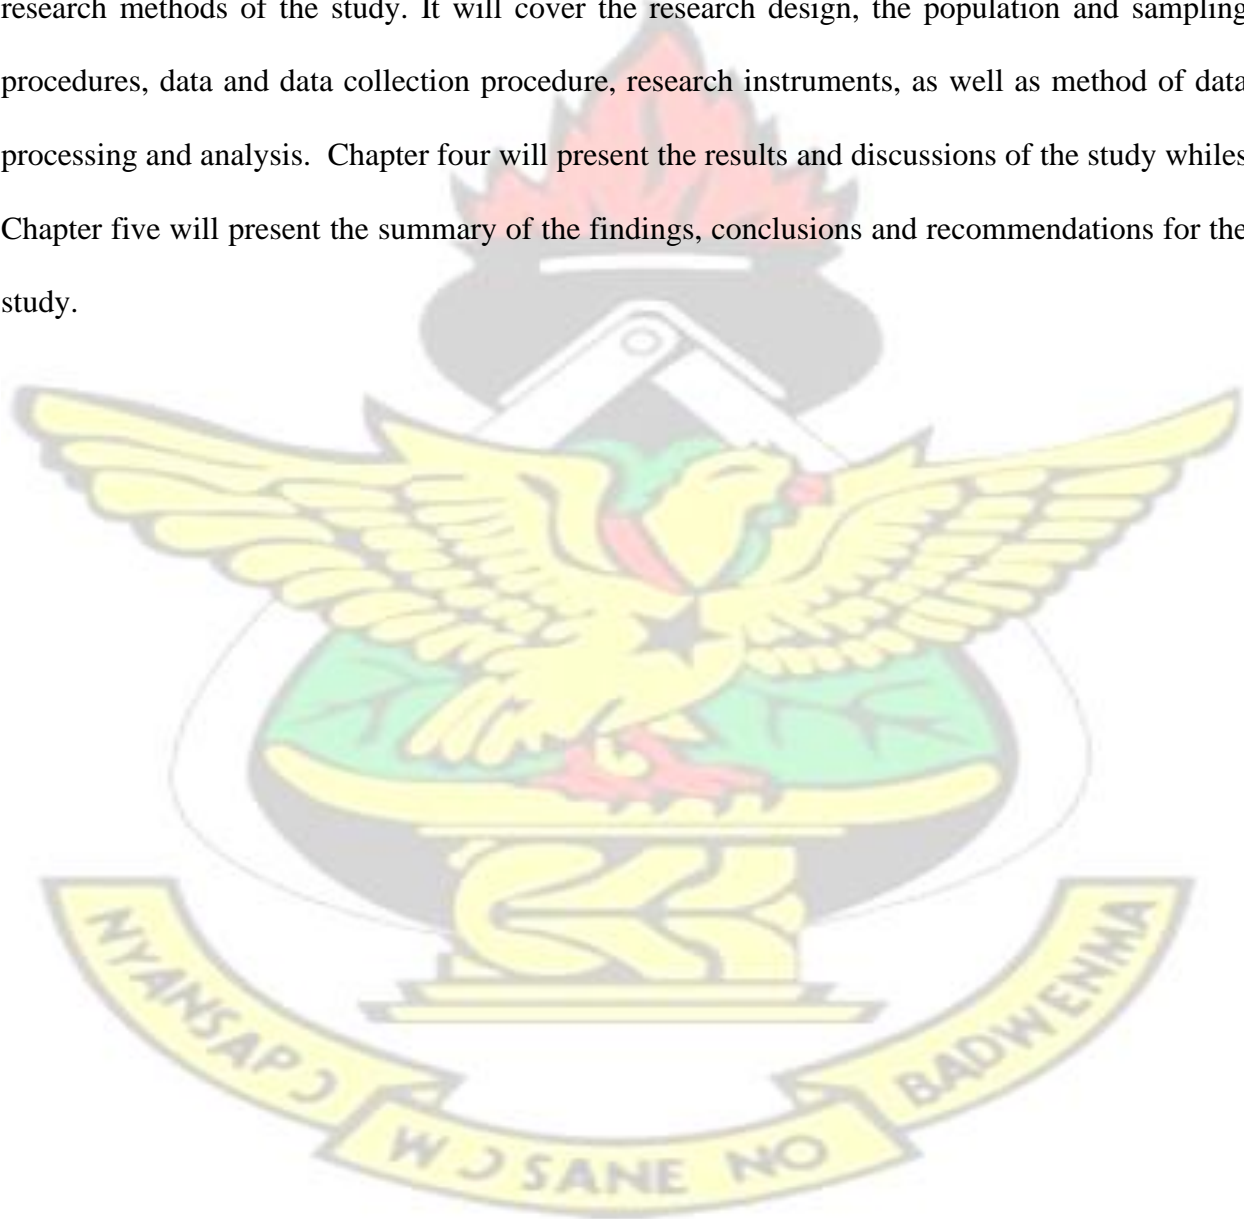 research methods of the study. It will cover the research design, the population and sampling
procedures, data and data collection procedure, research instruments, as well as method of data
processing and analysis.  Chapter four will present the results and discussions of the study whiles
Chapter five will present the summary of the findings, conclusions and recommendations for the
study.
NYANSAPƆ
WƆ SANE NO
BADWENMA